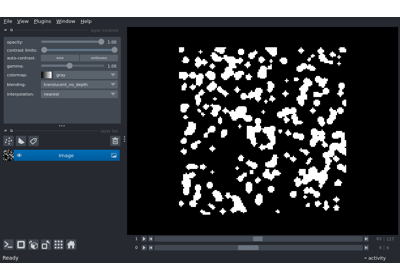 File View Plugins Window Help
opacity: 1.00
contrast limits:
auto-contrast: once continuous
gamma: 1.00
colormap: gray
blending: translucent_no_depth
interpolation: nearest
Image
1
0
Ready activity